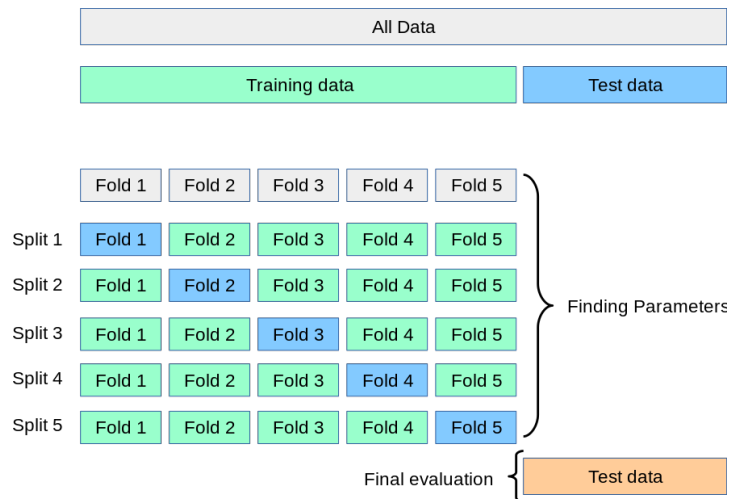 All Data
Training data Test data
Fold 1 Fold 2 Fold 3 Fold 4 Fold 5
Split 1 Fold 1 Fold 2 Fold 3 Fold 4 Fold 5
Split 2 Fold 1 Fold 2 Fold 3 Fold 4 Fold 5
Finding Parameters
Split 3 Fold 1 Fold 2 Fold 3 Fold 4 Fold 5
Split 4 Fold 1 Fold 2 Fold 3 Fold 4 Fold 5
Split 5 Fold 1 Fold 2 Fold 3 Fold 4 Fold 5
Final evaluation Test data